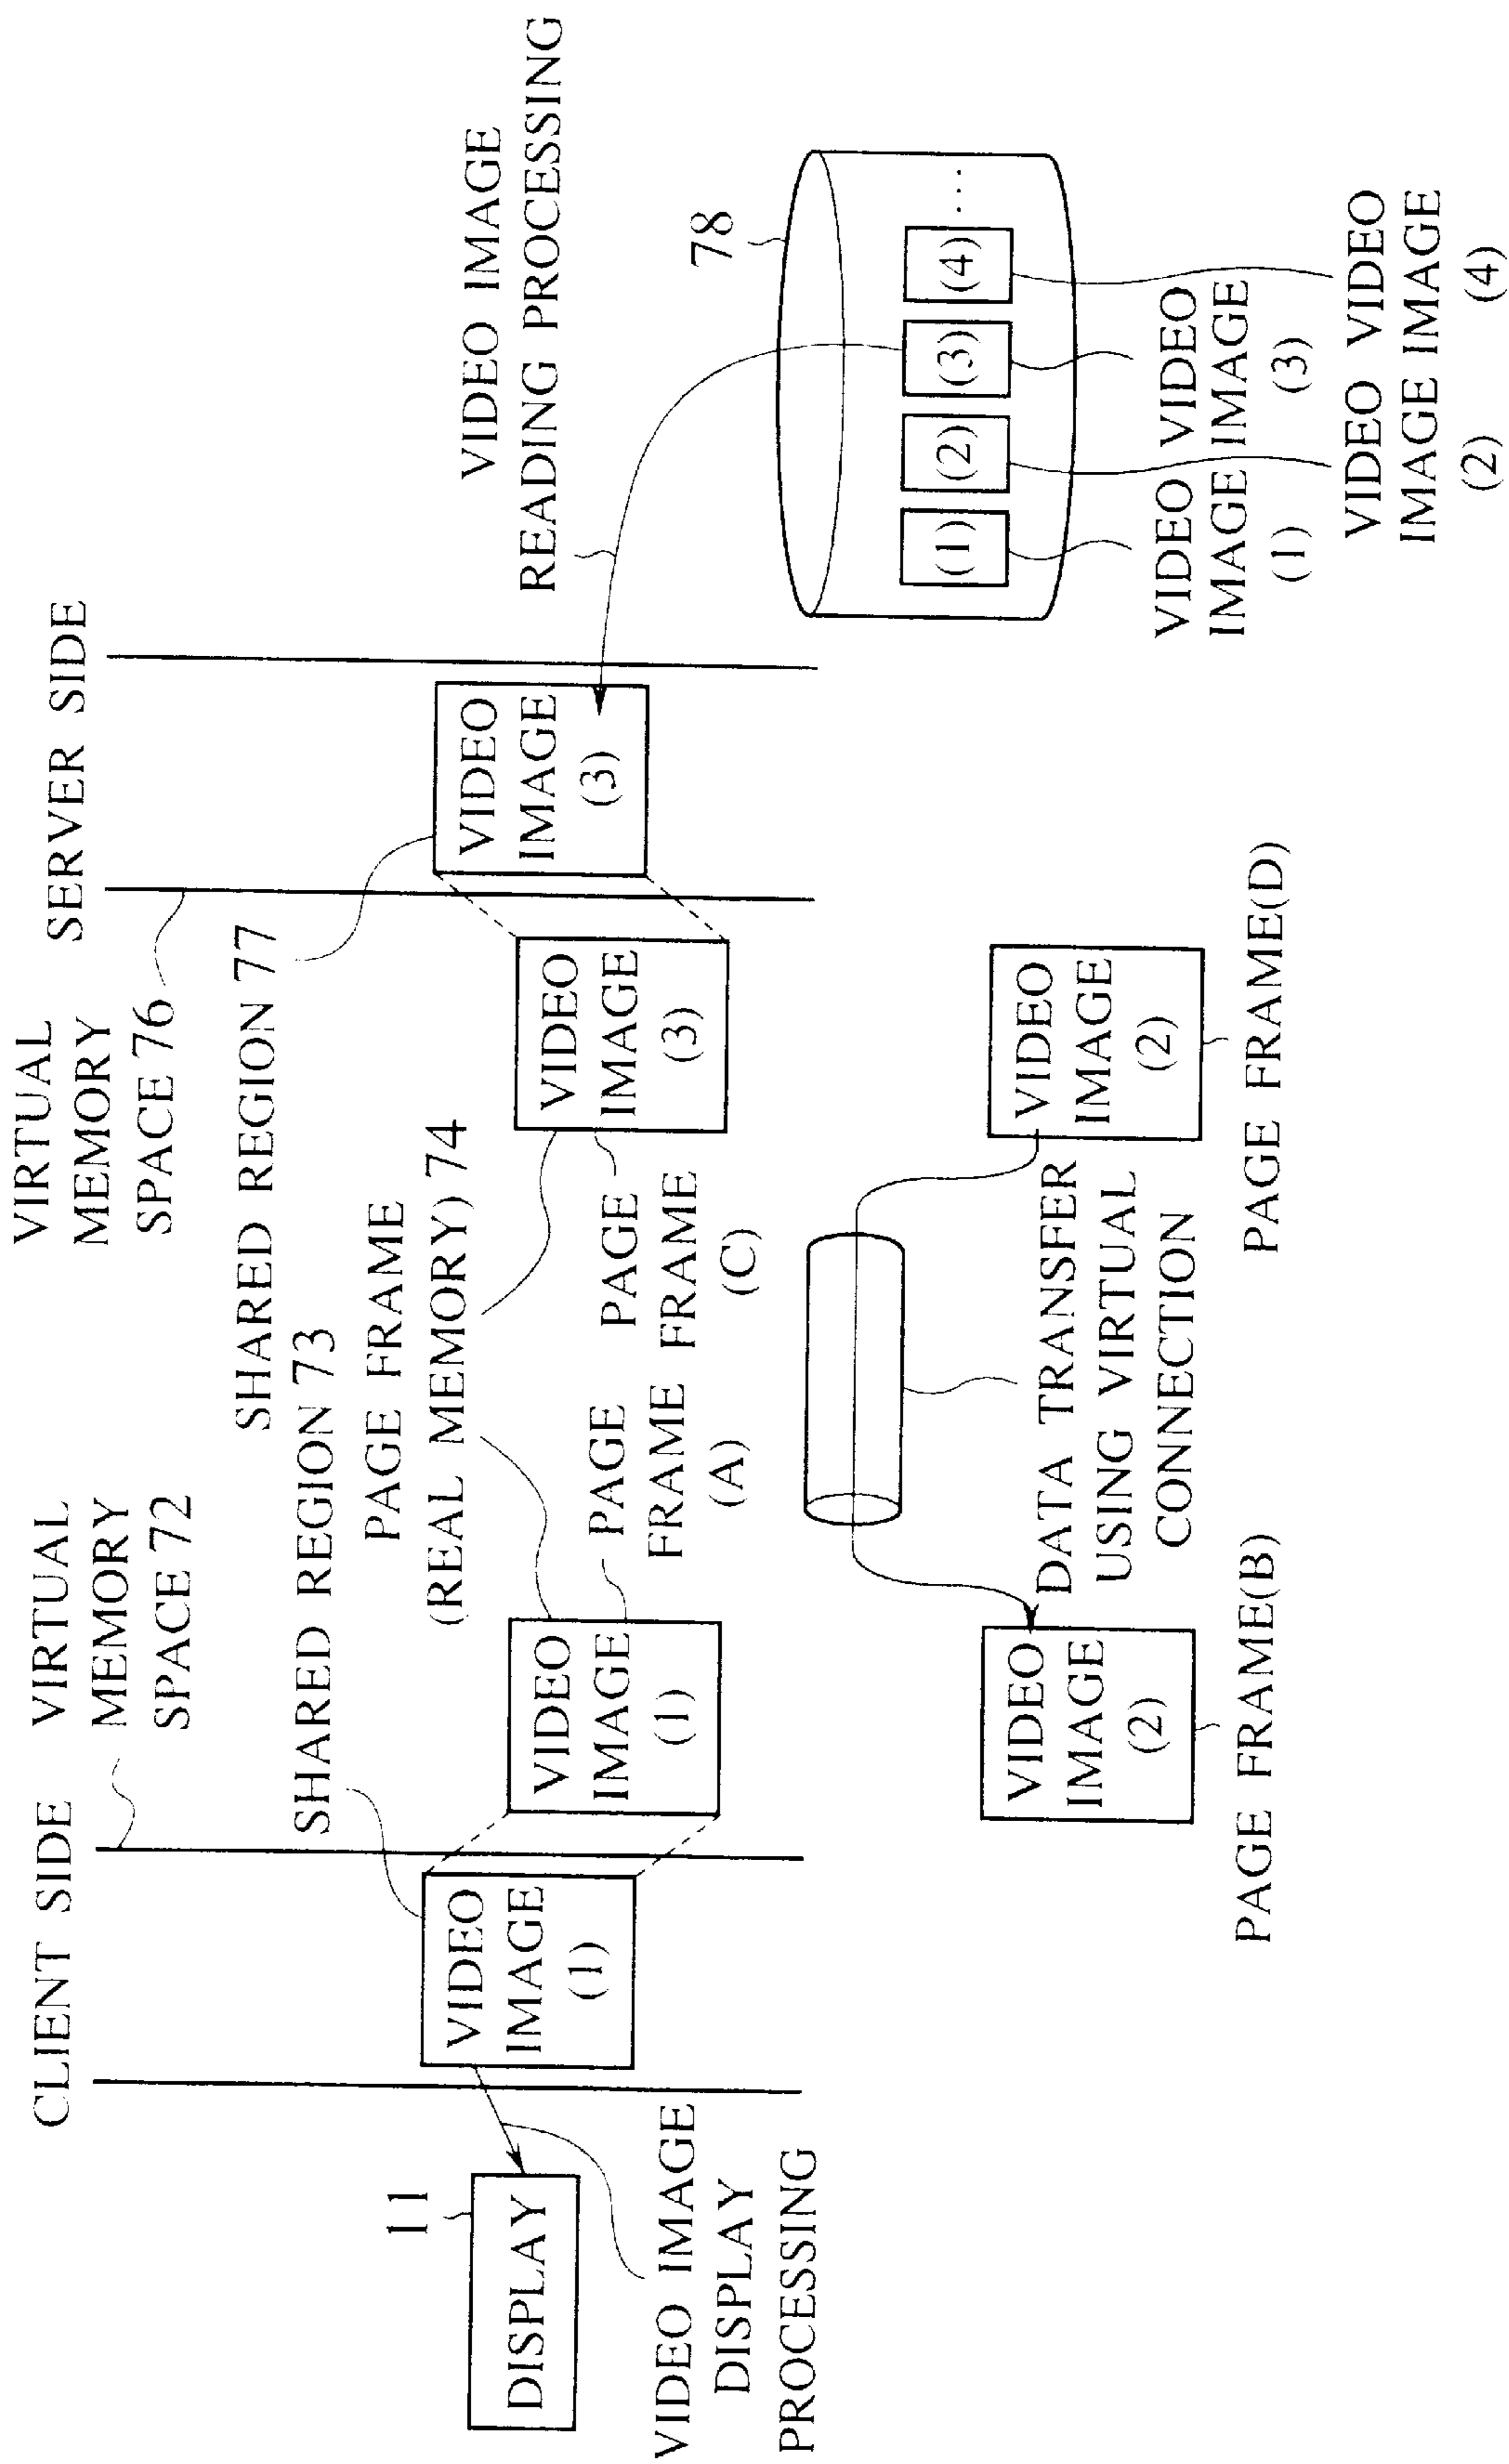 CLIENT SIDE
VIRTUAL
MEMORY
SPACE 72
VIRTUAL
MEMORY
SPACE 76
SERVER SIDE
SHARED REGION 77
SHARED REGION 73
PAGE FRAME
(REAL MEMORY) 74
VIDEO IMAGE
READING PROCESSING
11
DISPLAY
VIDEO
IMAGE
(1)
VIDEO
IMAGE
(1)
PAGE
FRAME
(A)
PAGE
FRAME
(C)
VIDEO
IMAGE
(3)
VIDEO
IMAGE
(3)
VIDEO IMAGE
DISPLAY
PROCESSING
78
(1)
(2)
(3)
(4)
....
VIDEO
IMAGE
(1)
VIDEO
IMAGE
(3)
VIDEO
IMAGE
(2)
VIDEO
IMAGE
(4)
VIDEO
IMAGE
(2)
PAGE FRAME(B)
DATA TRANSFER
USING VIRTUAL
CONNECTION
VIDEO
IMAGE
(2)
PAGE FRAME(D)